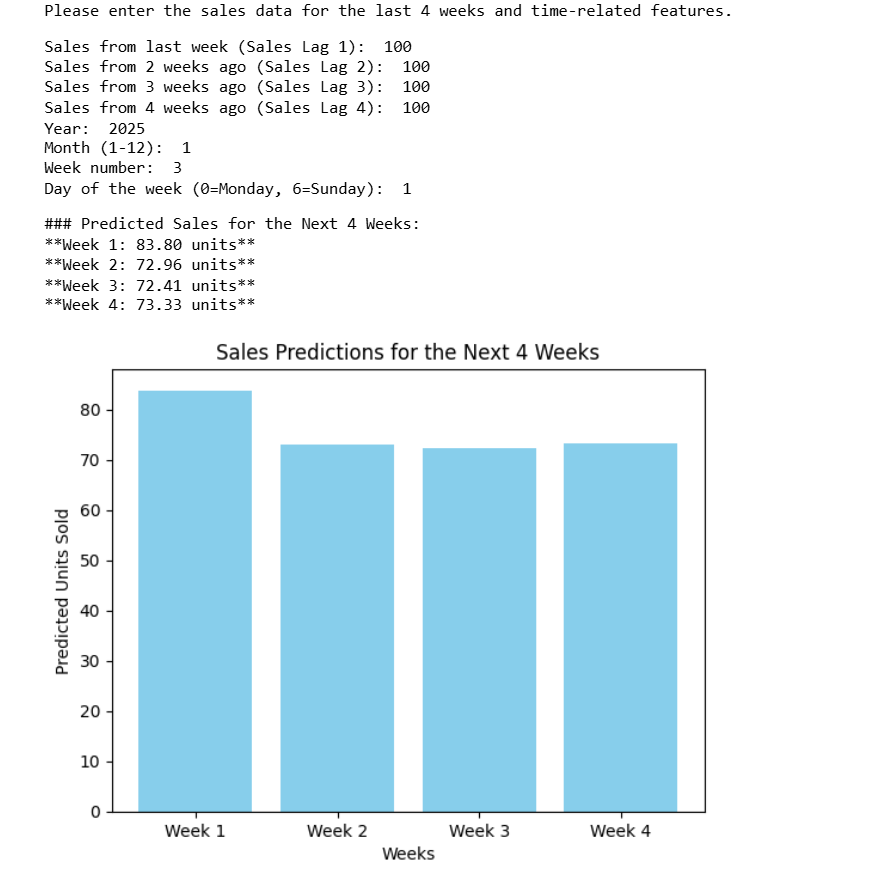 Please enter the sales data for the last 4 weeks and time-related features.
Sales from last week (Sales Lag 1):  100
Sales from 2 weeks ago (Sales Lag 2):  100
Sales from 3 weeks ago (Sales Lag 3):  100
Sales from 4 weeks ago (Sales Lag 4):  100
Year:  2025
Month (1-12):  1
Week number:  3
Day of the week (0=Monday, 6=Sunday):  1
### Predicted Sales for the Next 4 Weeks:
**Week 1: 83.80 units**
**Week 2: 72.96 units**
**Week 3: 72.41 units**
**Week 4: 73.33 units**
Sales Predictions for the Next 4 Weeks
Predicted Units Sold
80
70
60
50
40
30
20
10
0
Week 1 Week 2 Week 3 Week 4
Weeks